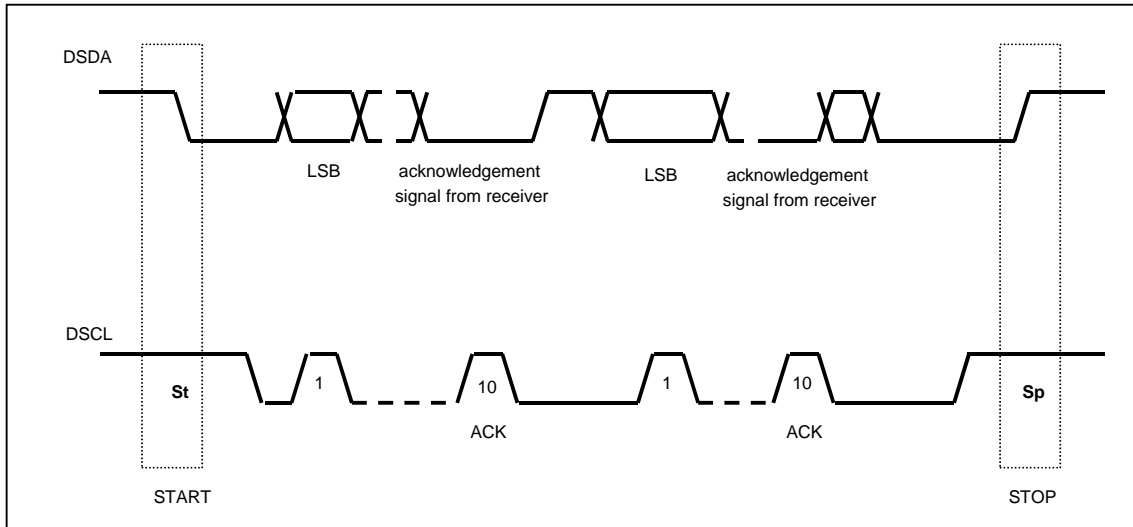 DSDA
LSB
acknowledgement
signal from receiver
LSB
acknowledgement
signal from receiver
DSCL
St
1
10
1
10
Sp
ACK
ACK
START
STOP